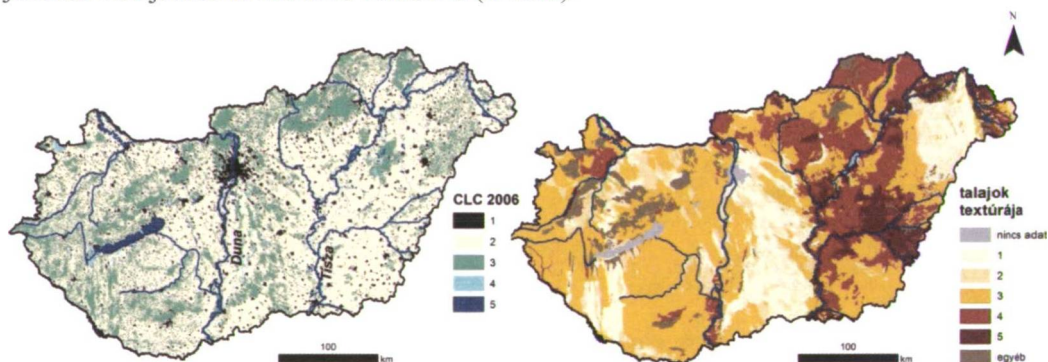 N
CLC 2006
1
2
3
4
5
Duna
Tisza
100
km
talajok
textúrája
nincs adat
1
2
3
4
5
egyéb
100
km